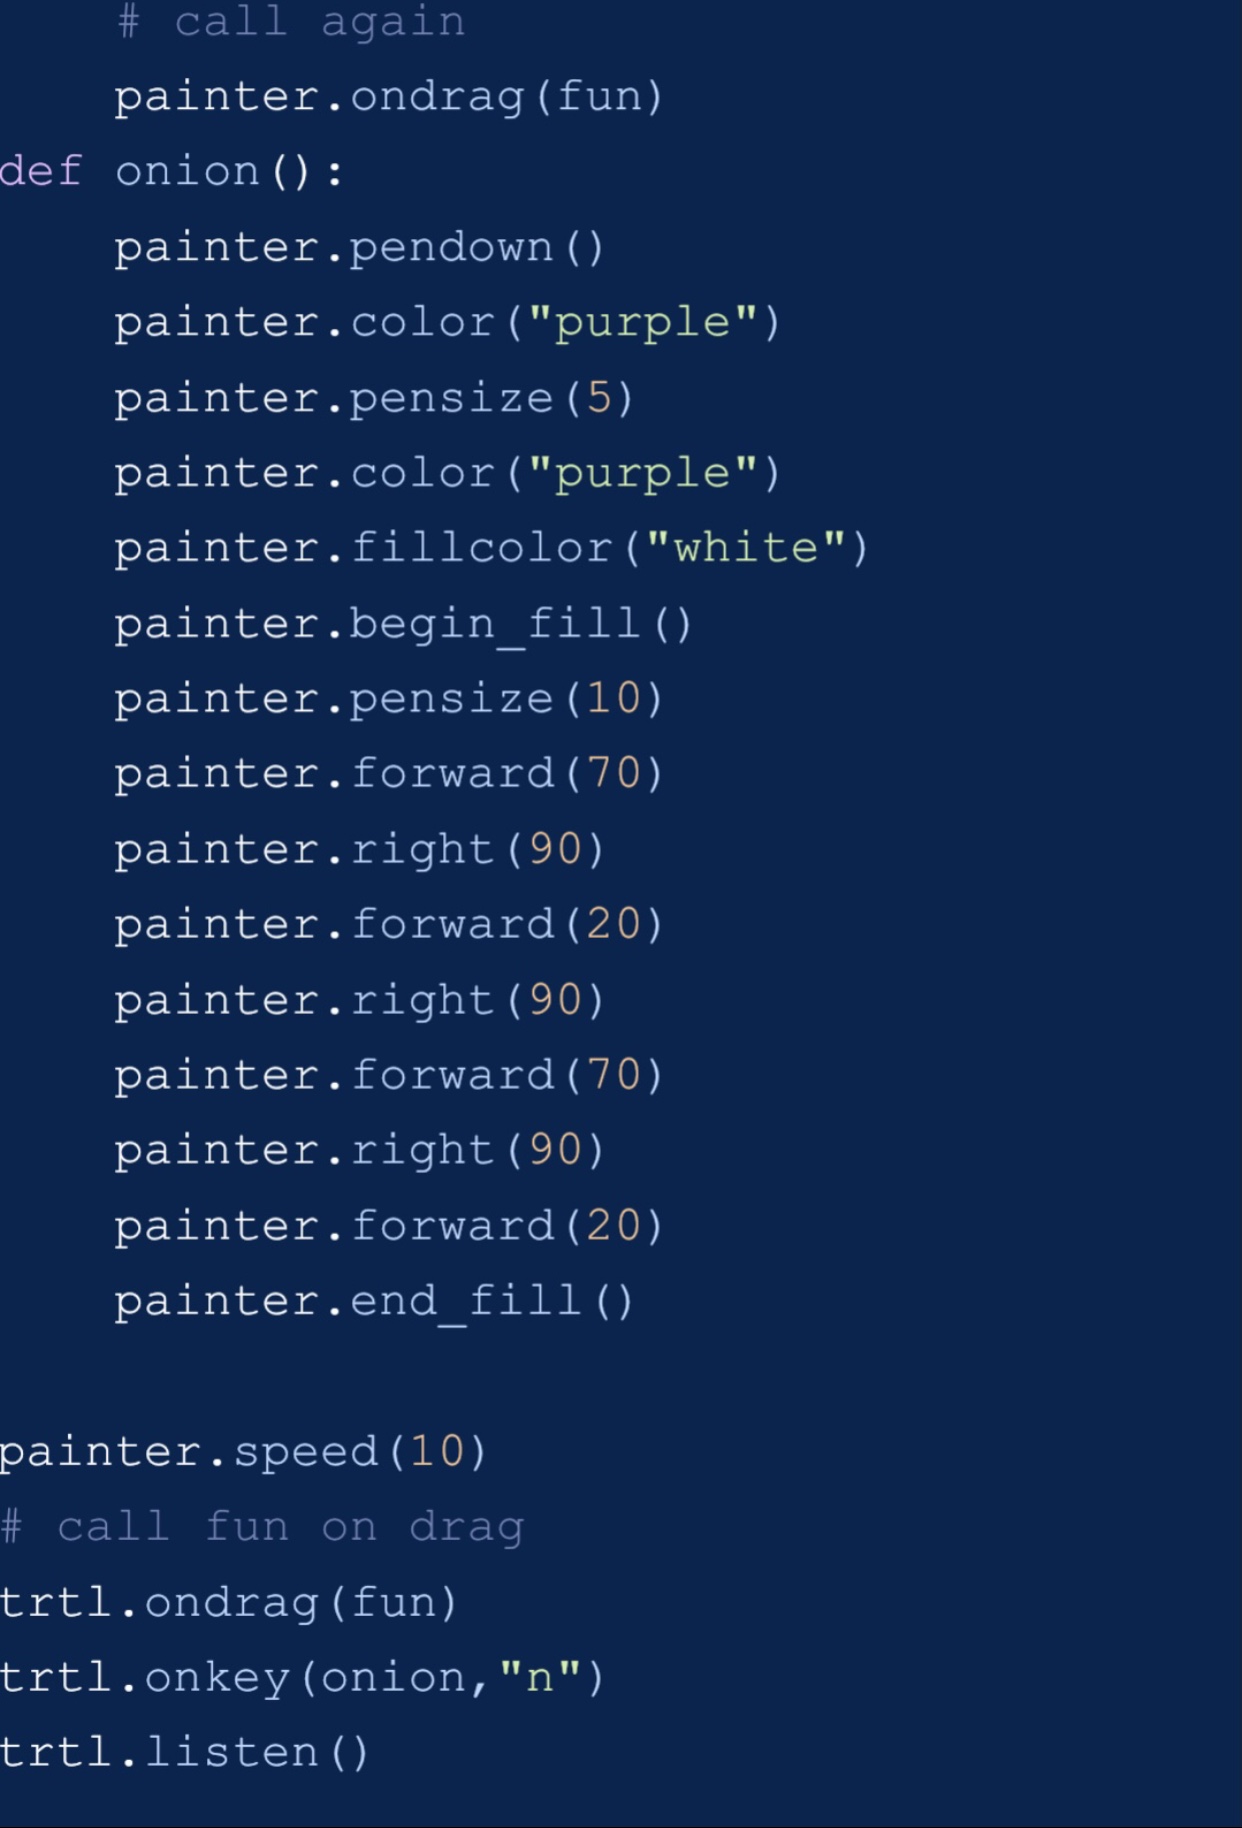 # call again
painter.ondrag(fun)
def onion():
painter.pendown()
painter.color("purple")
painter.pensize(5)
painter.color("purple")
painter.fillcolor("white")
painter.begin_fill()
painter.pensize(10)
painter.forward(70)
painter.right(90)
painter.forward(20)
painter.right(90)
painter.forward(70)
painter.right(90)
painter.forward(20)
painter.end_fill()
painter.speed(10)
# call fun on drag
trtl.ondrag(fun)
trtl.onkey(onion,"n")
trtl.listen()